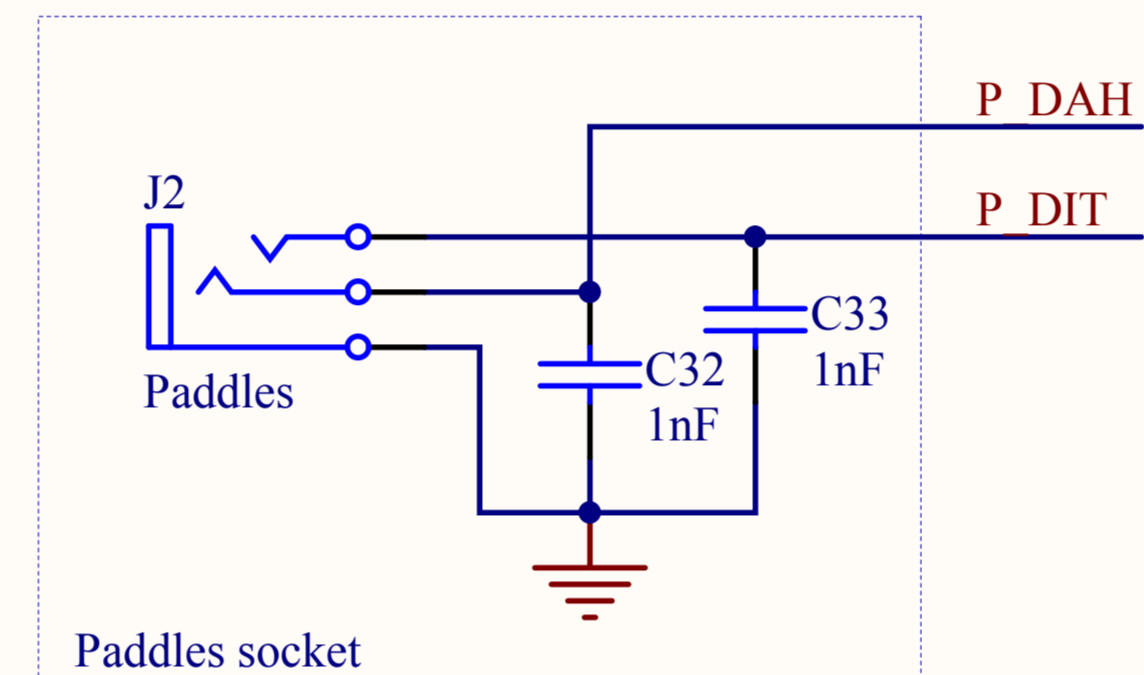 P_DAH
J2
P_DIT
C33
1nF
C32
1nF
Paddles
Paddles socket